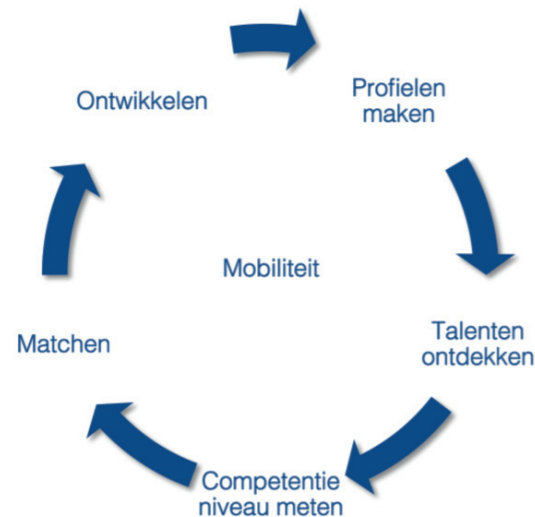 Ontwikkelen
Profielen
maken
Mobiliteit
Talenten
ontdekken
Matchen
Competentie
niveau meten